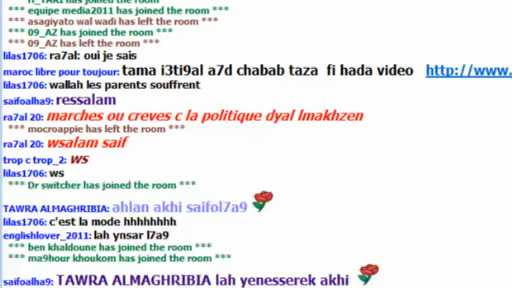 *** equipe media2011 has joined the room ***
*** asagiyato wal wadi has left the room ***
*** 09_AZ has joined the room ***
*** 09_AZ has left the room ***
lilas1706: ra7al: oui je sais
maroc libre pour toujour: tama i3ti9al a7d chabab taza fi hada video http://www.
lilas1706: wallah les parents souffrent
saifoalha9: ressalam
ra7al 20: marches ou creves c la politique dyal lmakhzen
*** mocroappie has left the room ***
ra7al 20: wsalam saif
trop c trop_2: ws
lilas1706: ws
*** Dr switcher has joined the room ***
TAWRA ALMAGHRIBIA: ahlan akhi saifol7a9
lilas1706: c'est la mode hhhhhhhh
englishlover_2011: lah ynsar l7a9
*** ben khaldoune has joined the room ***
*** ma9hour khoukom has joined the room ***
saifoalha9: TAWRA ALMAGHRIBIA lah yenesserek akhi